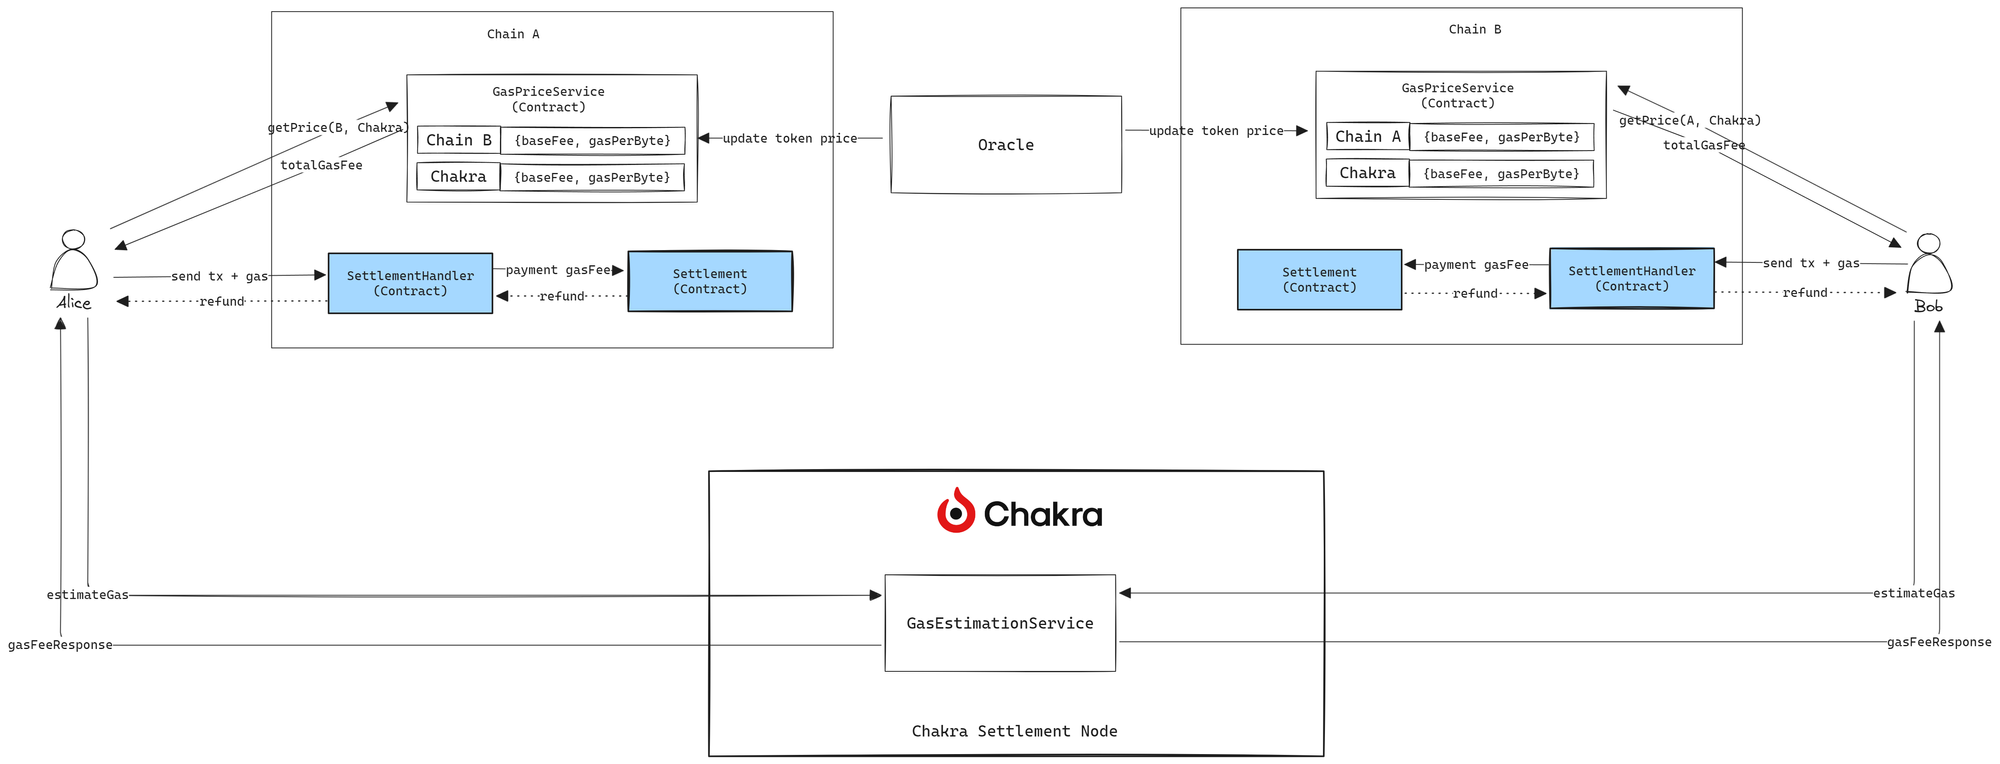 Chain A
GasPriceService
(Contract)
Chain B
{baseFee, gasPerByte}
Chakra
{baseFee, gasPerByte}
getPrice(B, Chakra)
totalGasFee
update token price
Oracle
update token price
Chain B
GasPriceService
(Contract)
Chain A
{baseFee, gasPerByte}
Chakra
{baseFee, gasPerByte}
getPrice(A, Chakra)
totalGasFee
Alice
send tx + gas
refund
SettlementHandler
(Contract)
payment gasFee
refund
Settlement
(Contract)
Settlement
(Contract)
payment gasFee
refund
SettlementHandler
(Contract)
send tx + gas
refund
Bob
Chakra
estimateGas
gasFeeResponse
GasEstimationService
estimateGas
gasFeeResponse
Chakra Settlement Node